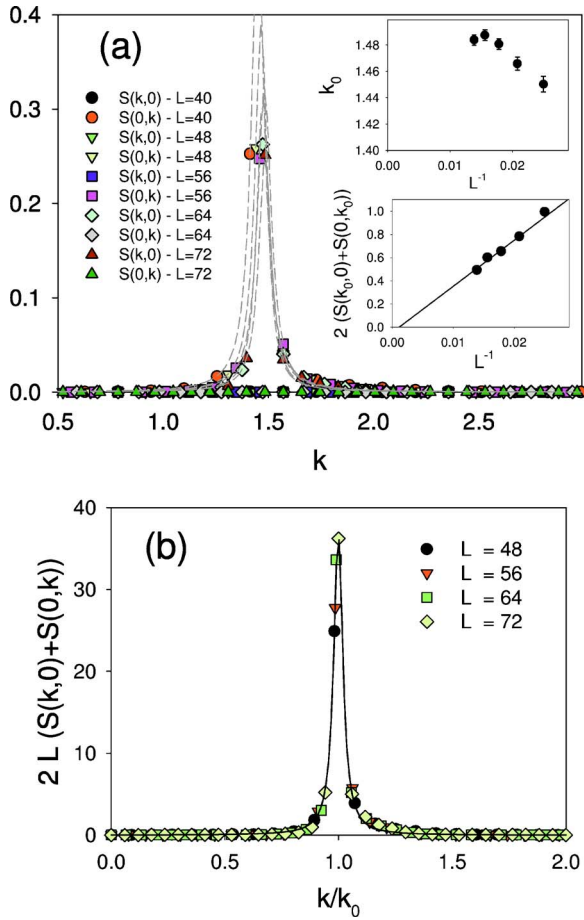 (a)
0.4
0.3
0.2
0.1
0.0
0.5 1.0 1.5 2.0 2.5
k
S(k,0) - L=40
S(0,k) - L=40
S(k,0) - L=48
S(0,k) - L=48
S(k,0) - L=56
S(0,k) - L=56
S(k,0) - L=64
S(0,k) - L=64
S(k,0) - L=72
S(0,k) - L=72
k₀
1.48
1.46
1.44
1.42
1.40
0.00 0.02
L⁻¹
2 (S(k₀,0)+S(0,k₀))
1.0
0.8
0.6
0.4
0.2
0.0
0.00 0.02
L⁻¹
(b)
2 L (S(k,0)+S(0,k))
40
30
20
10
0
0.0 0.5 1.0 1.5 2.0
k/k₀
L = 48
L = 56
L = 64
L = 72